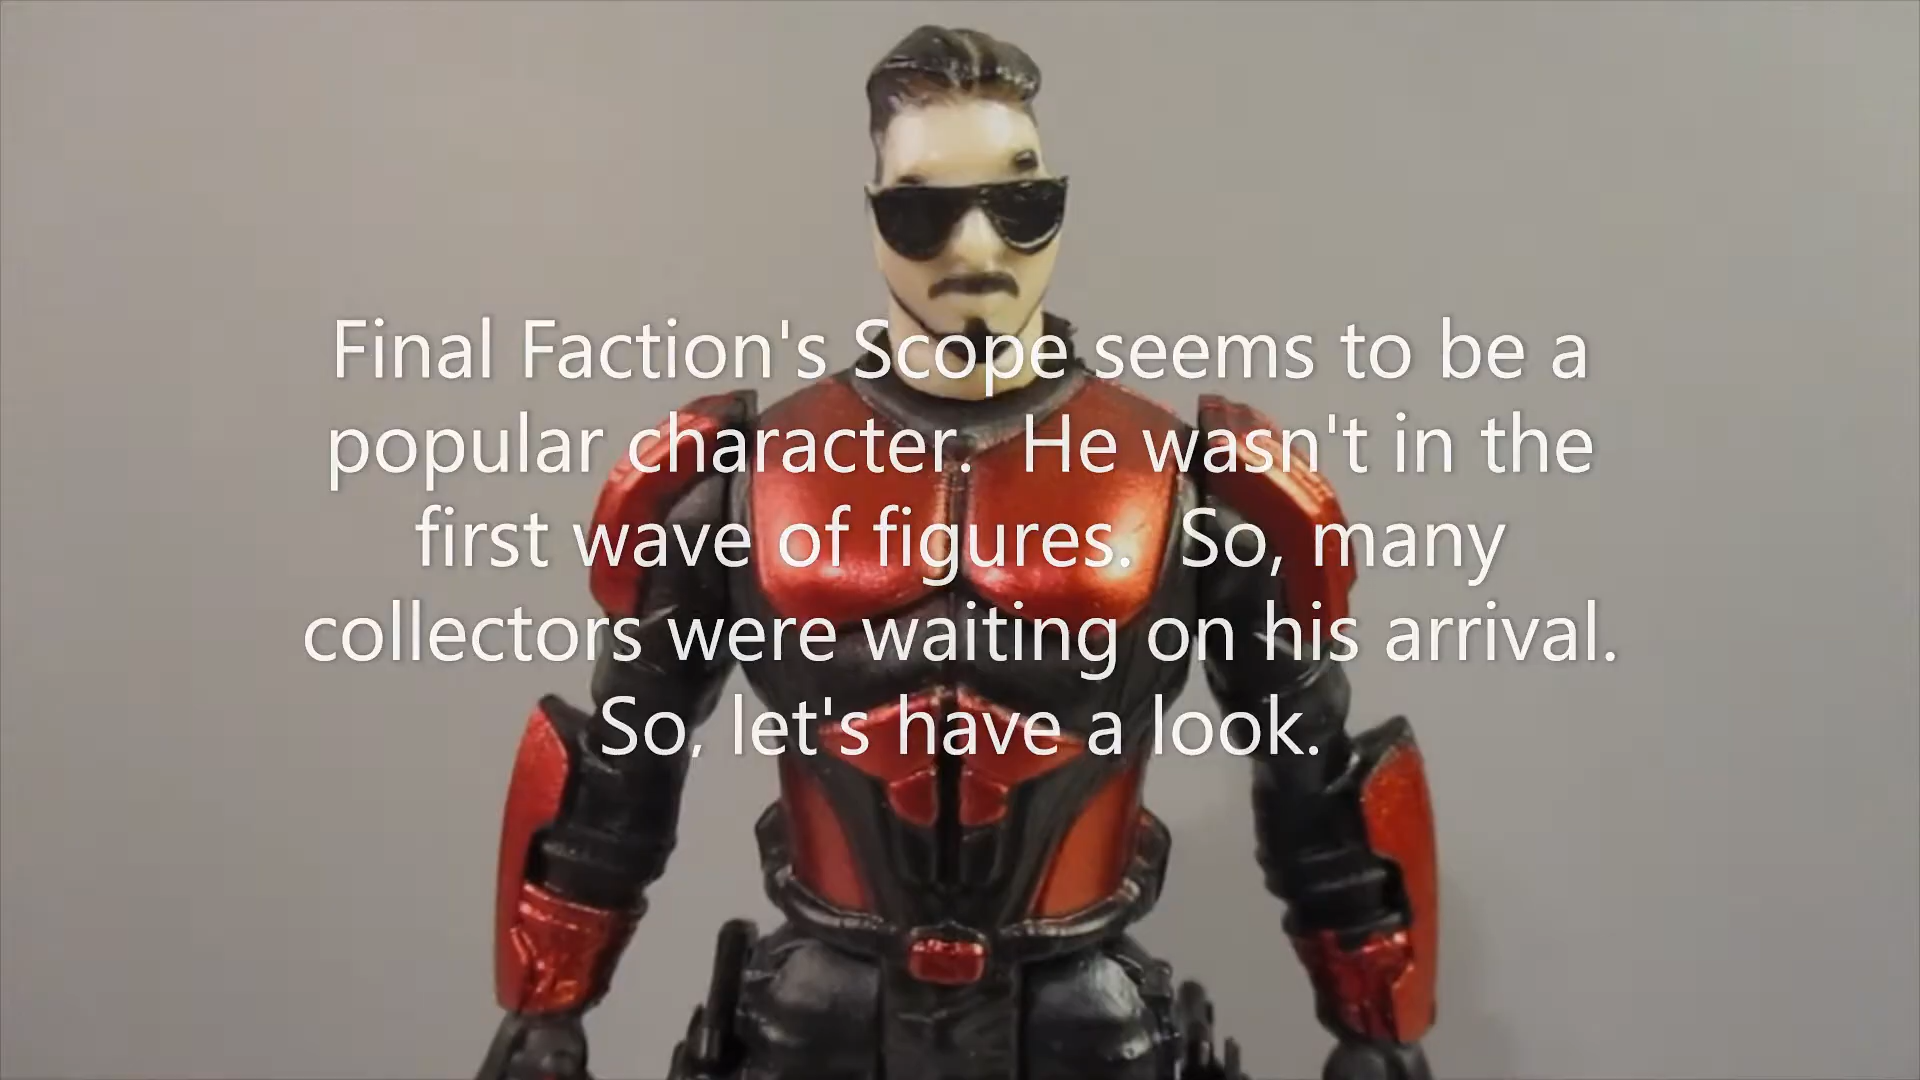 Final Faction's Scope seems to be a
popular character.  He wasn't in the
first wave of figures.  So, many
collectors were waiting on his arrival.
So, let's have a look.